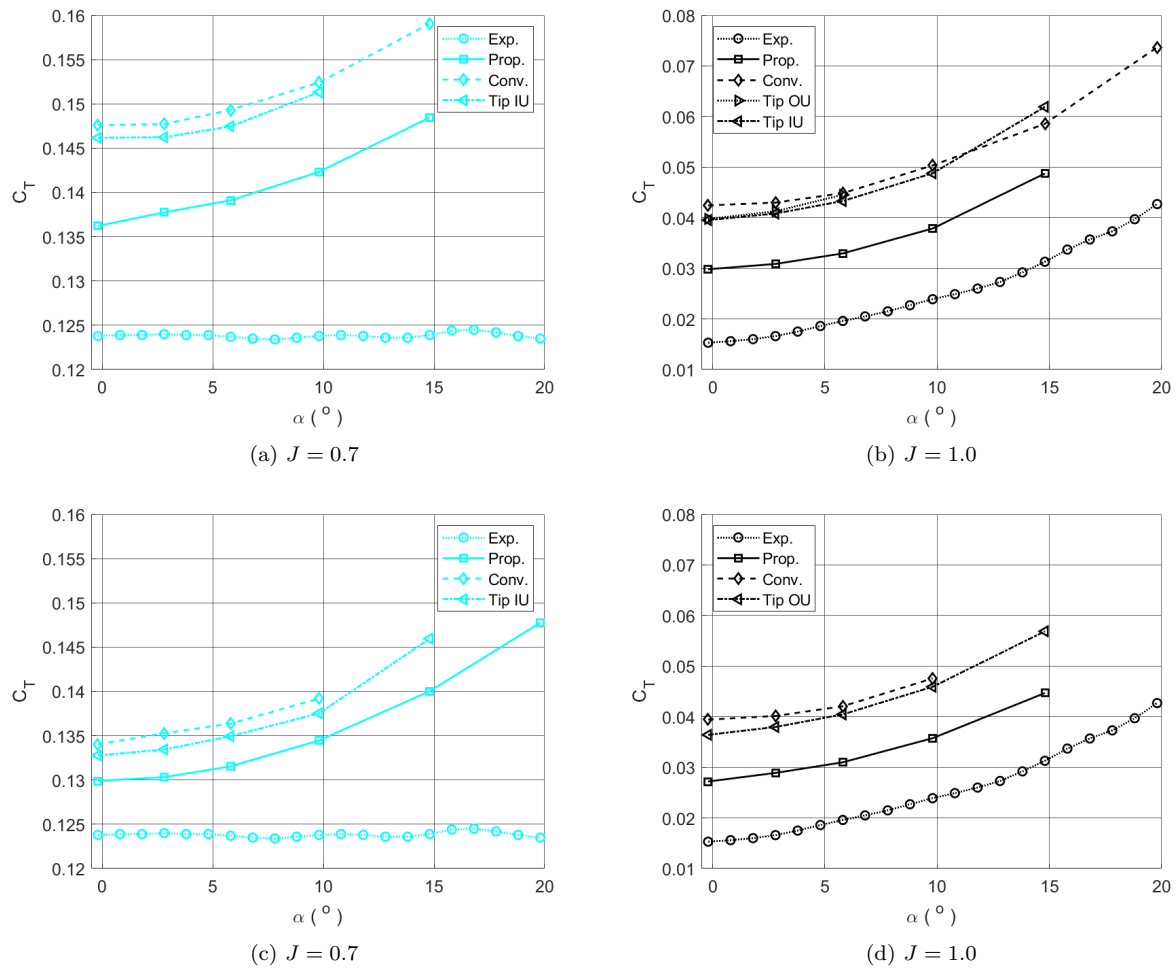 0.16
0.155
0.15
0.145
0.14
0.135
0.13
0.125
0.12
C_T
0 5 10 15 20
α ( o )
Exp.
Prop.
Conv.
Tip IU
(a) J = 0.7
0.08
0.07
0.06
0.05
0.04
0.03
0.02
0.01
C_T
0 5 10 15 20
α ( o )
Exp.
Prop.
Conv.
Tip OU
Tip IU
(b) J = 1.0
0.16
0.155
0.15
0.145
0.14
0.135
0.13
0.125
0.12
C_T
0 5 10 15 20
α ( o )
Exp.
Prop.
Conv.
Tip IU
(c) J = 0.7
0.08
0.07
0.06
0.05
0.04
0.03
0.02
0.01
C_T
0 5 10 15 20
α ( o )
Exp.
Prop.
Conv.
Tip OU
(d) J = 1.0